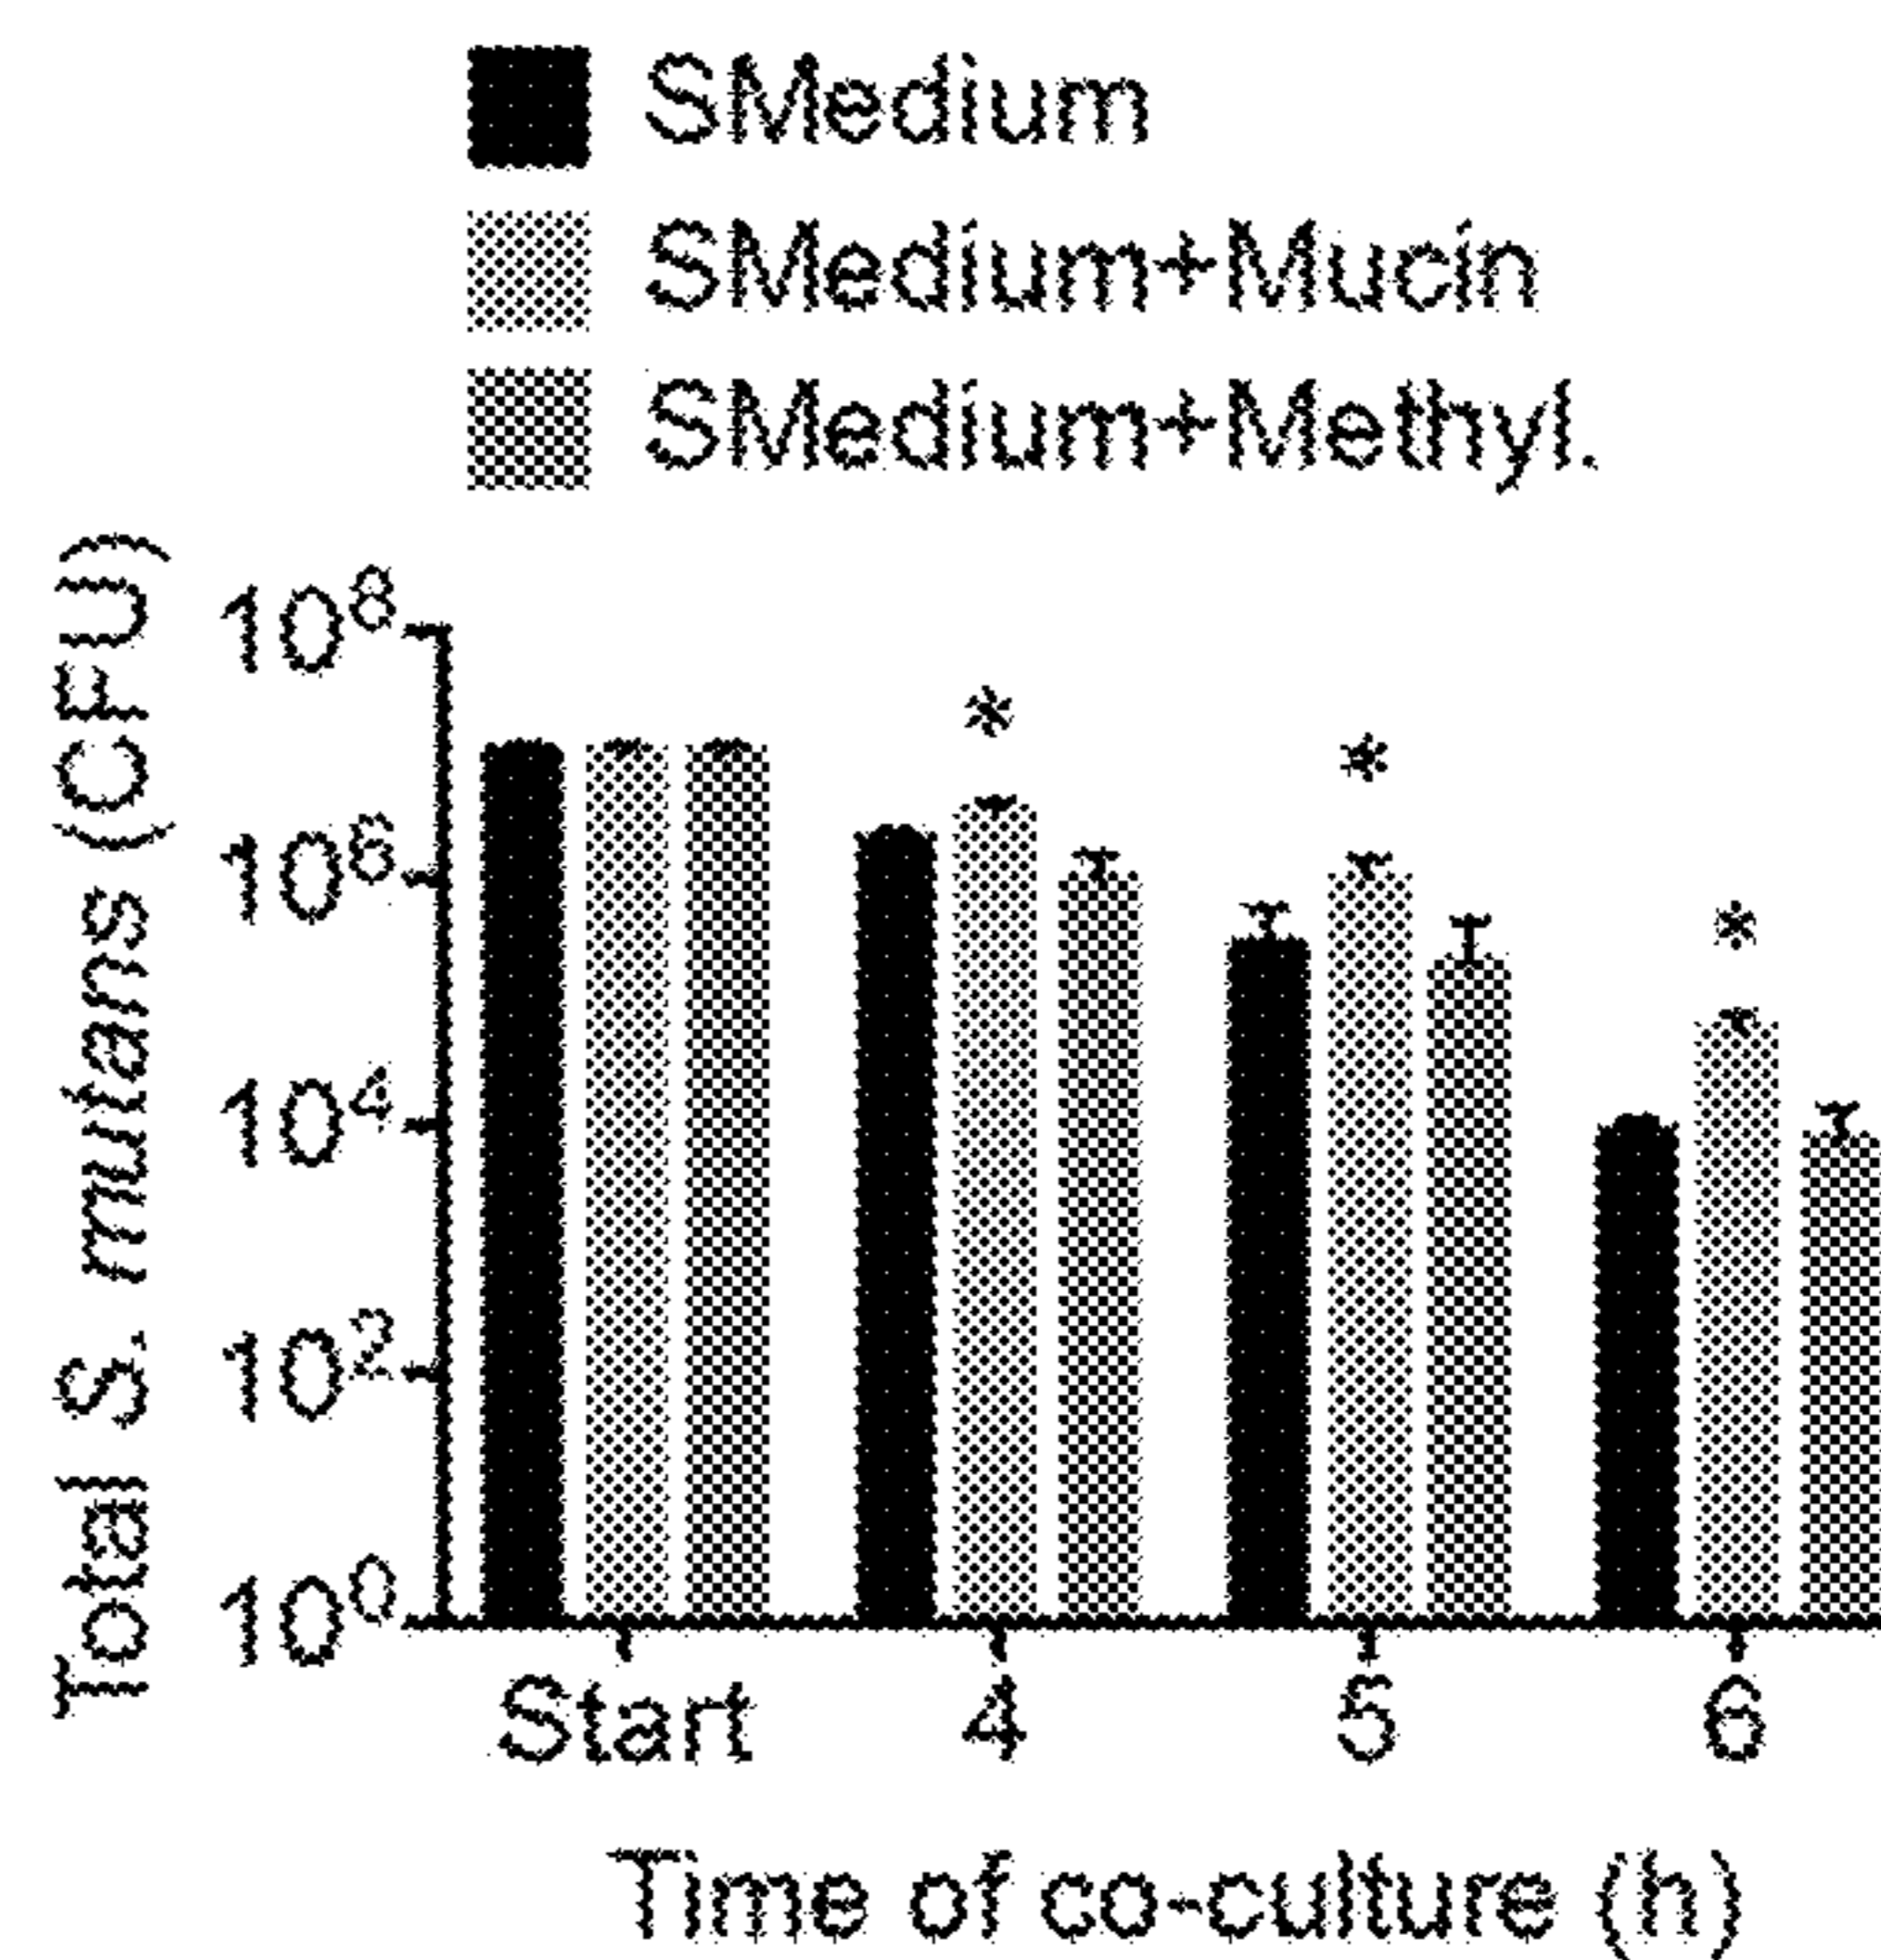 SMedium
SMedium+Mucin
SMedium+Methyl.
Total S. mutans (CFU)
10⁸
10⁶
10⁴
10²
10⁰
* * *
Start 4 5 6
Time of co-culture (h)